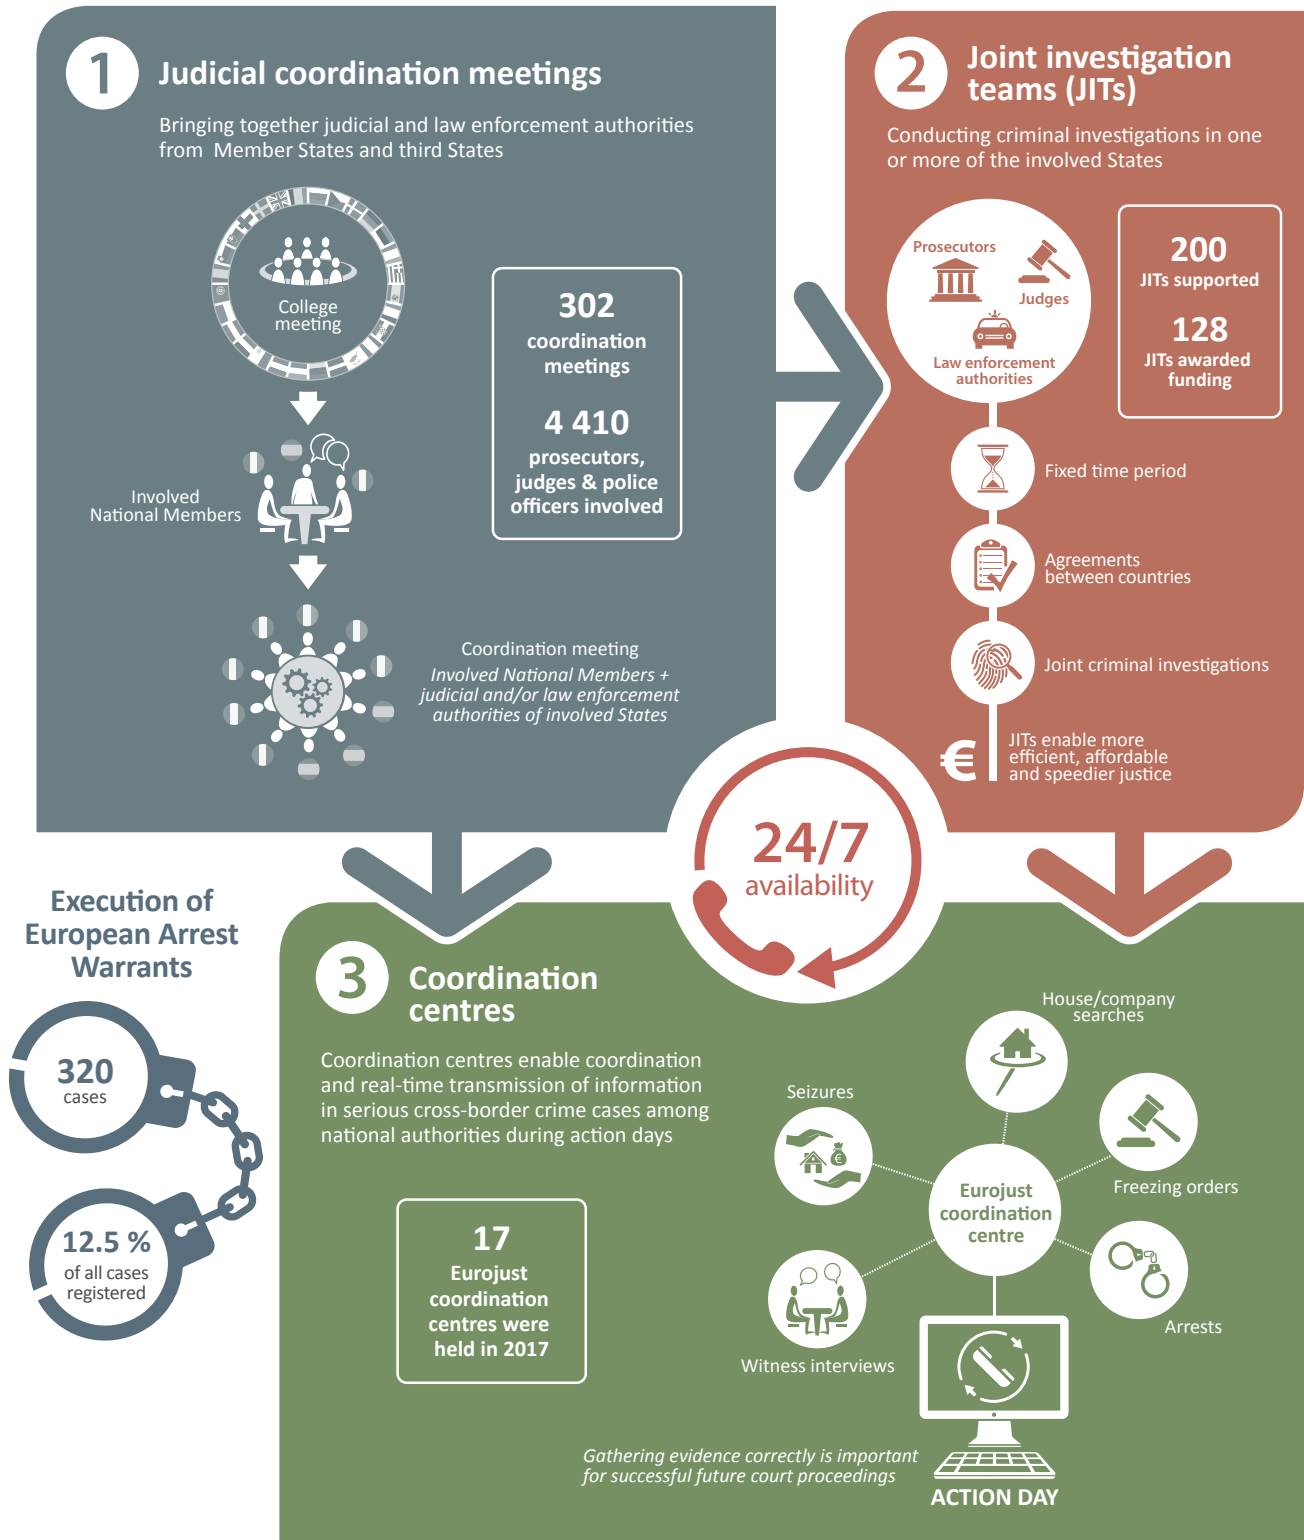 1
Judicial coordination meetings
Bringing together judicial and law enforcement authorities
from Member States and third States
College
meeting
Involved
National Members
302
coordination
meetings
4 410
prosecutors,
judges & police
officers involved
Coordination meeting
Involved National Members +
judicial and/or law enforcement
authorities of involved States
2
Joint investigation
teams (JITs)
Conducting criminal investigations in one
or more of the involved States
Prosecutors
Judges
Law enforcement
authorities
200
JITs supported
128
JITs awarded
funding
Fixed time period
Agreements
between countries
Joint criminal investigations
€
JITs enable more
efficient, affordable
and speedier justice
24/7
availability
Execution of
European Arrest
Warrants
320
cases
12.5 %
of all cases
registered
3
Coordination
centres
Coordination centres enable coordination
and real-time transmission of information
in serious cross-border crime cases among
national authorities during action days
17
Eurojust
coordination
centres were
held in 2017
House/company
searches
Seizures
€
Freezing orders
Eurojust
coordination
centre
Arrests
Witness interviews
Gathering evidence correctly is important
for successful future court proceedings
ACTION DAY